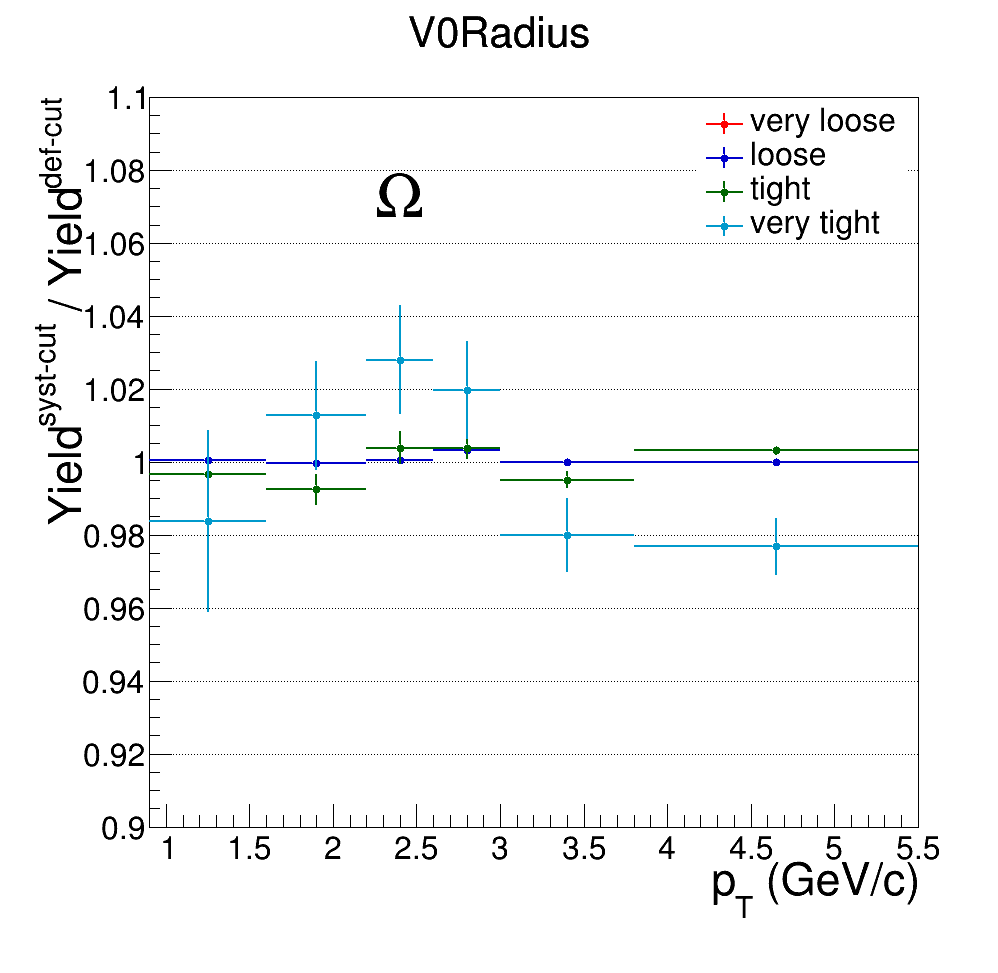 V0Radius
Yield^syst-cut / Yield^def-cut
1.1
1.08
1.06
1.04
1.02
1
0.98
0.96
0.94
0.92
0.9
Ω
very loose
loose
tight
very tight
1 1.5 2 2.5 3 3.5 4 4.5 5 5.5
p_T (GeV/c)